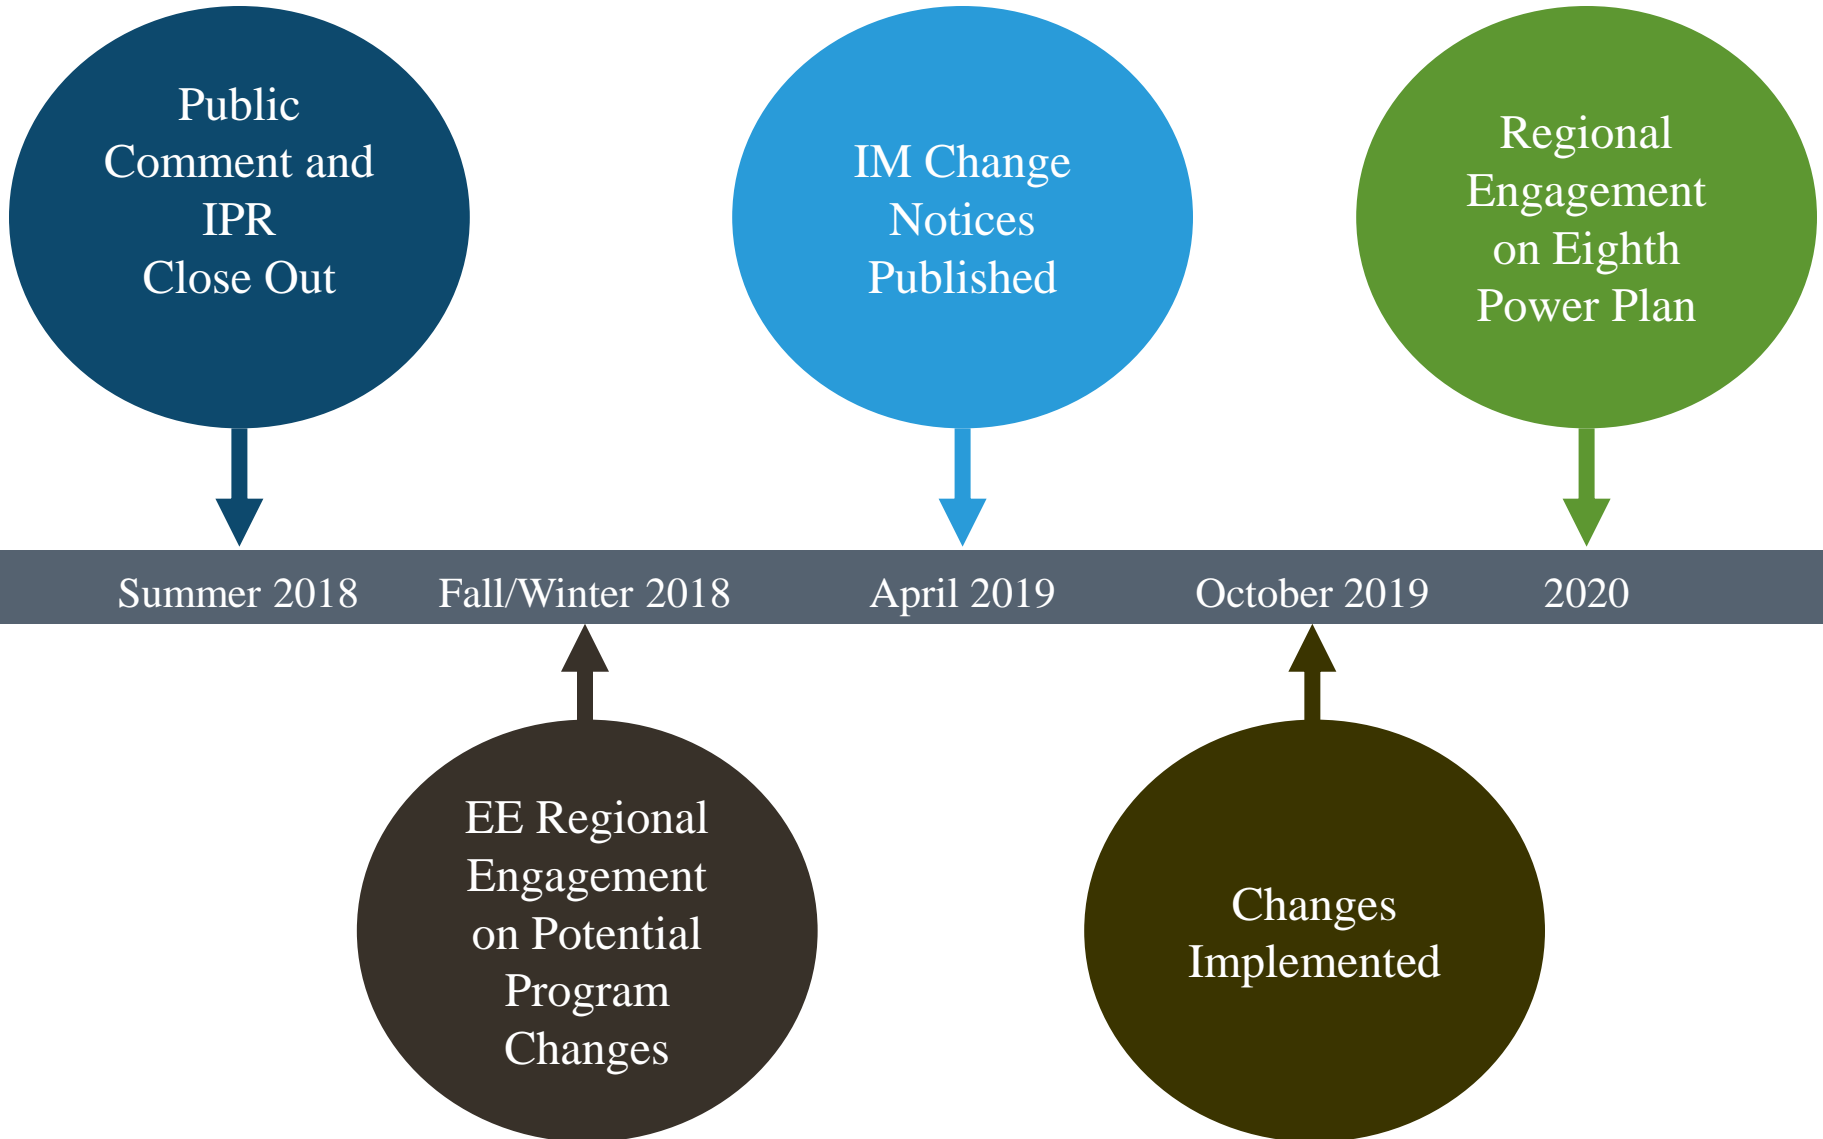 Public
Comment and
IPR
Close Out
IM Change
Notices
Published
Regional
Engagement
on Eighth
Power Plan
Summer 2018
Fall/Winter 2018
April 2019
October 2019
2020
EE Regional
Engagement
on Potential
Program
Changes
Changes
Implemented